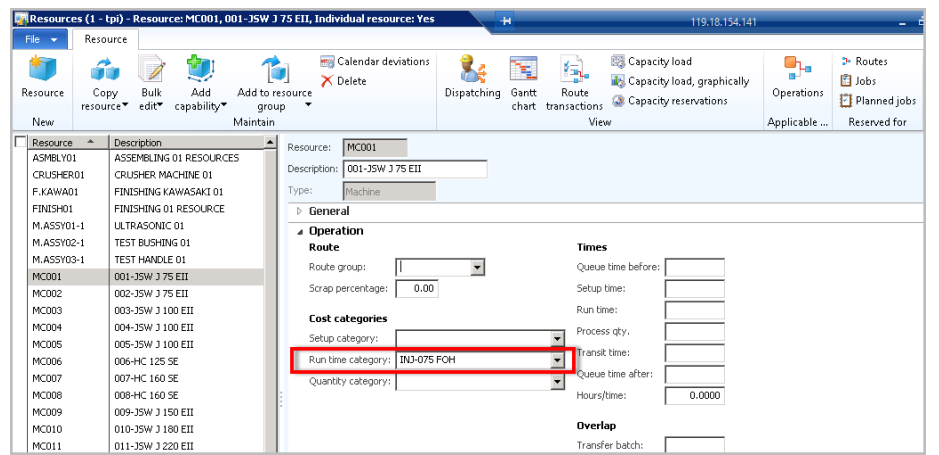 Resources (1 - tpi) - Resource: MC001, 001-JSW J 75 EII, Individual resource: Yes
119.18.154.141
File
Resource
Resource
Copy resource
Bulk edit
Add capability
Add to resource group
Calendar deviations
Delete
Dispatching
Gantt chart
Route transactions
Capacity load
Capacity load, graphically
Capacity reservations
Operations
Routes
Jobs
Planned jobs
New
Maintain
View
Applicable ...
Reserved for
Resource Description
ASMBLY01 ASSEMBLING 01 RESOURCES
CRUSHER01 CRUSHER MACHINE 01
F.KAWA01 FINISHING KAWASAKI 01
FINISH01 FINISHING 01 RESOURCE
M.ASSY01-1 ULTRASONIC 01
M.ASSY02-1 TEST BUSHING 01
M.ASSY03-1 TEST HANDLE 01
MC001 001-JSW J 75 EII
MC002 002-JSW J 75 EII
MC003 003-JSW J 100 EII
MC004 004-JSW J 100 EII
MC005 005-JSW J 100 EII
MC006 006-HC 125 SE
MC007 007-HC 160 SE
MC008 008-HC 160 SE
MC009 009-JSW J 150 EII
MC010 010-JSW J 180 EII
MC011 011-JSW J 220 EII
Resource: MC001
Description: 001-JSW J 75 EII
Type: Machine
General
Operation
Route
Route group:
Scrap percentage: 0.00
Cost categories
Setup category:
Run time category: INJ-075 FOH
Quantity category:
Times
Queue time before:
Setup time:
Run time:
Process qty.
Transit time:
Queue time after:
Hours/time: 0.0000
Overlap
Transfer batch: